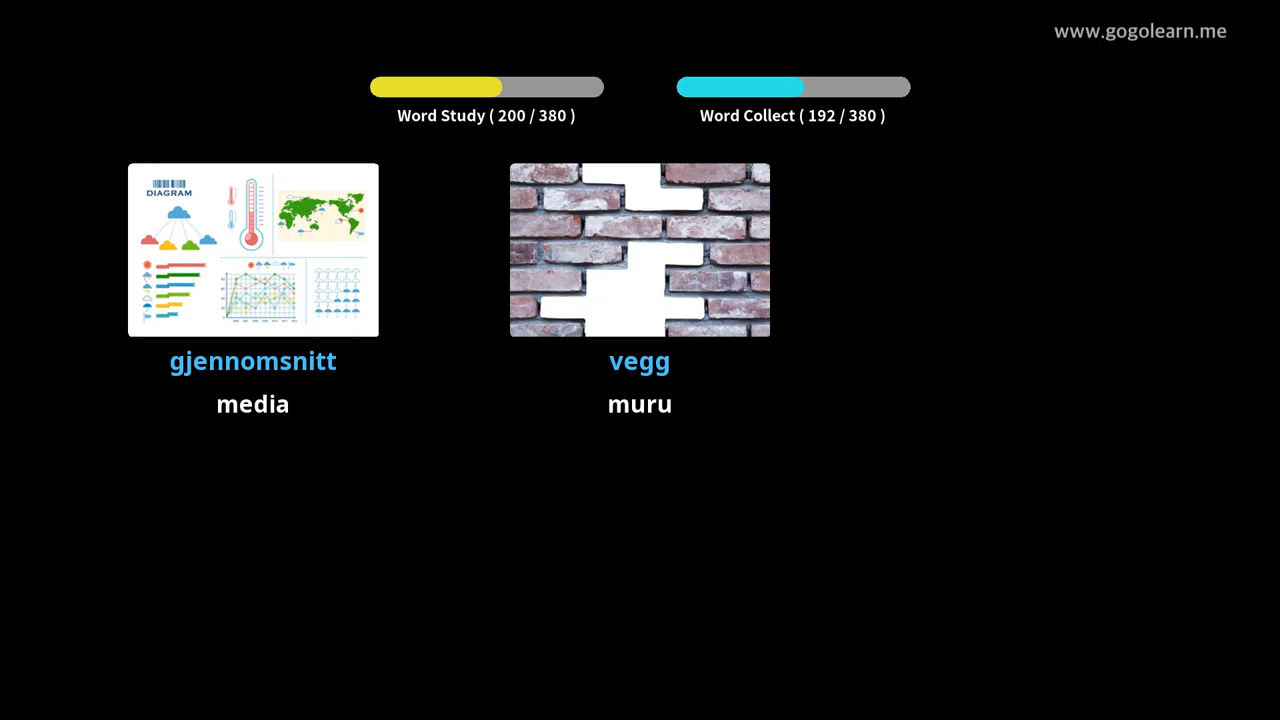 www.gogolearn.me
Word Study ( 200 / 380 )
Word Collect ( 192 / 380 )
DIAGRAM
gjennomsnitt
vegg
media
muru